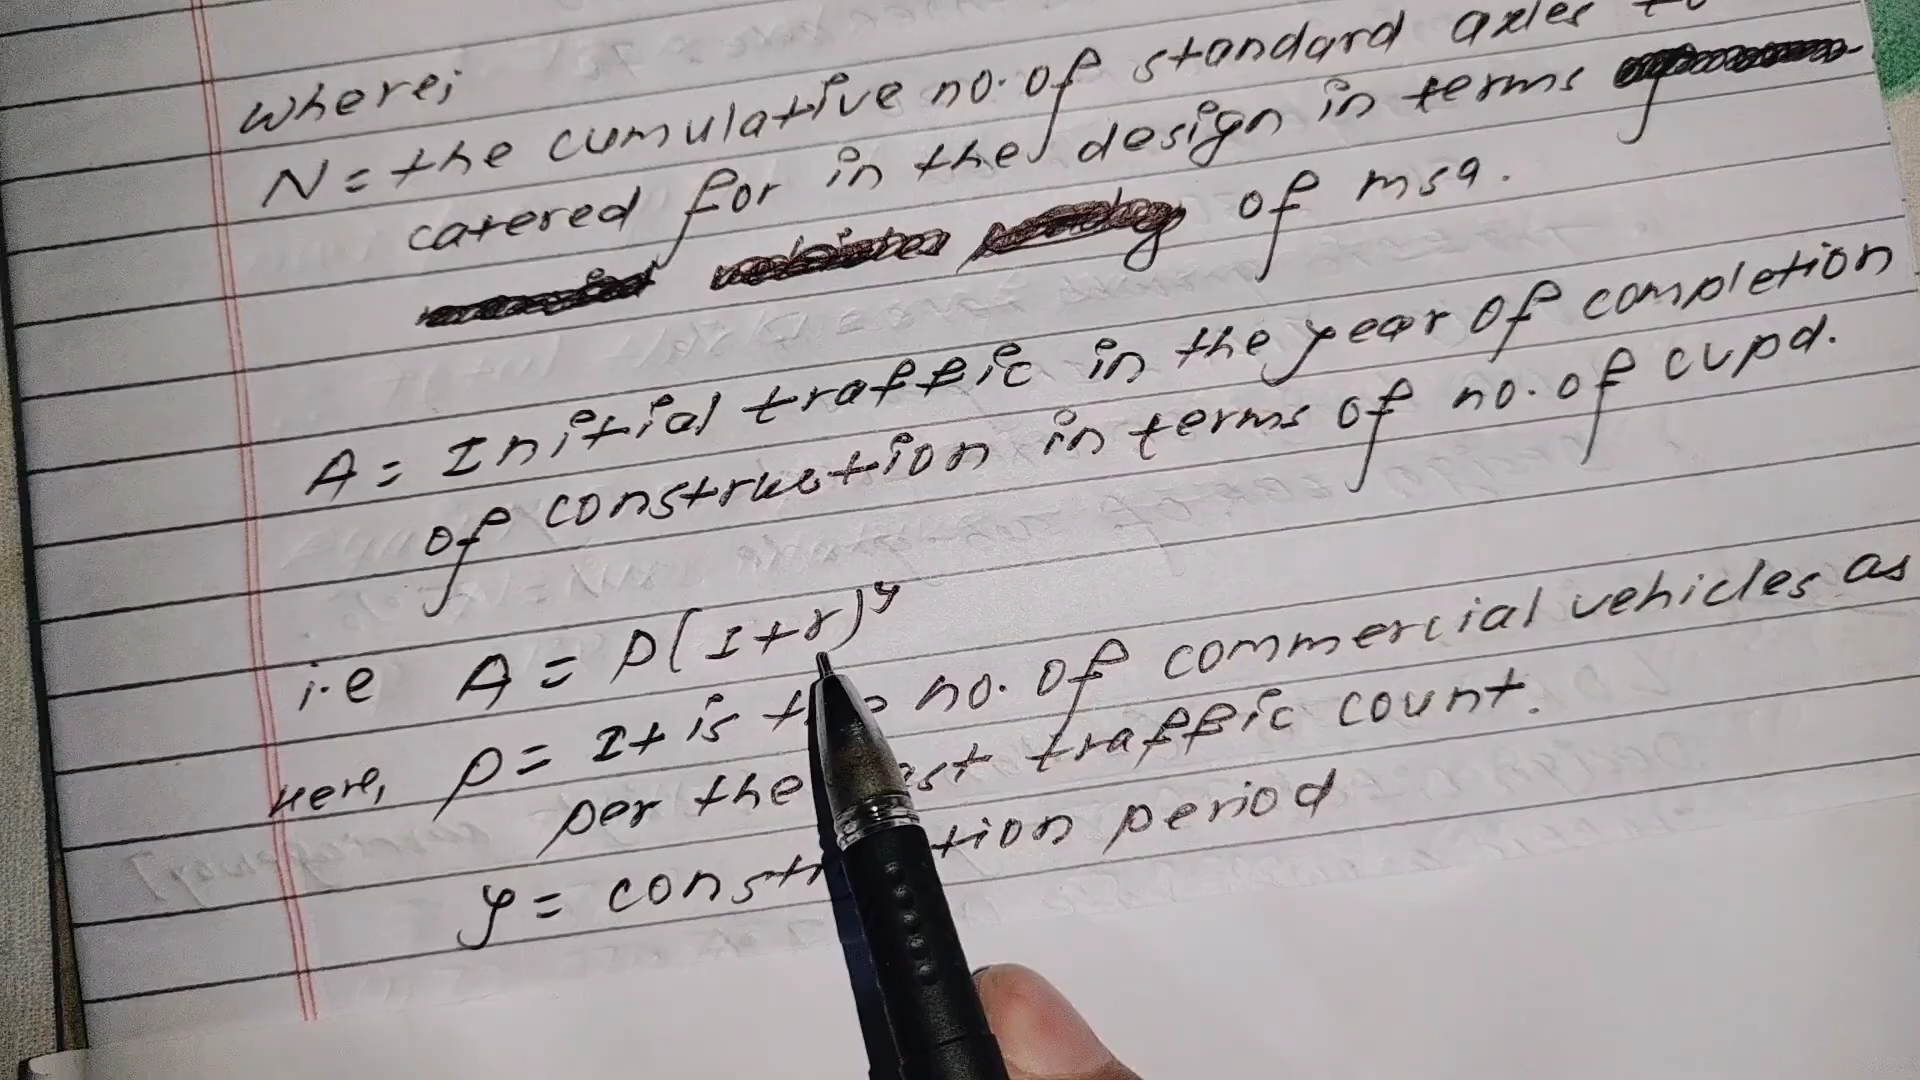 where;
N = the cumulative no. of standard axles to
catered for in the design in terms
of msa.
A = Initial traffic in the year of completion
of construction in terms of no. of cvpd.
i.e A = P(1+r)^y
Here, P = It is the no. of commercial vehicles as
per the last traffic count.
y = construction period